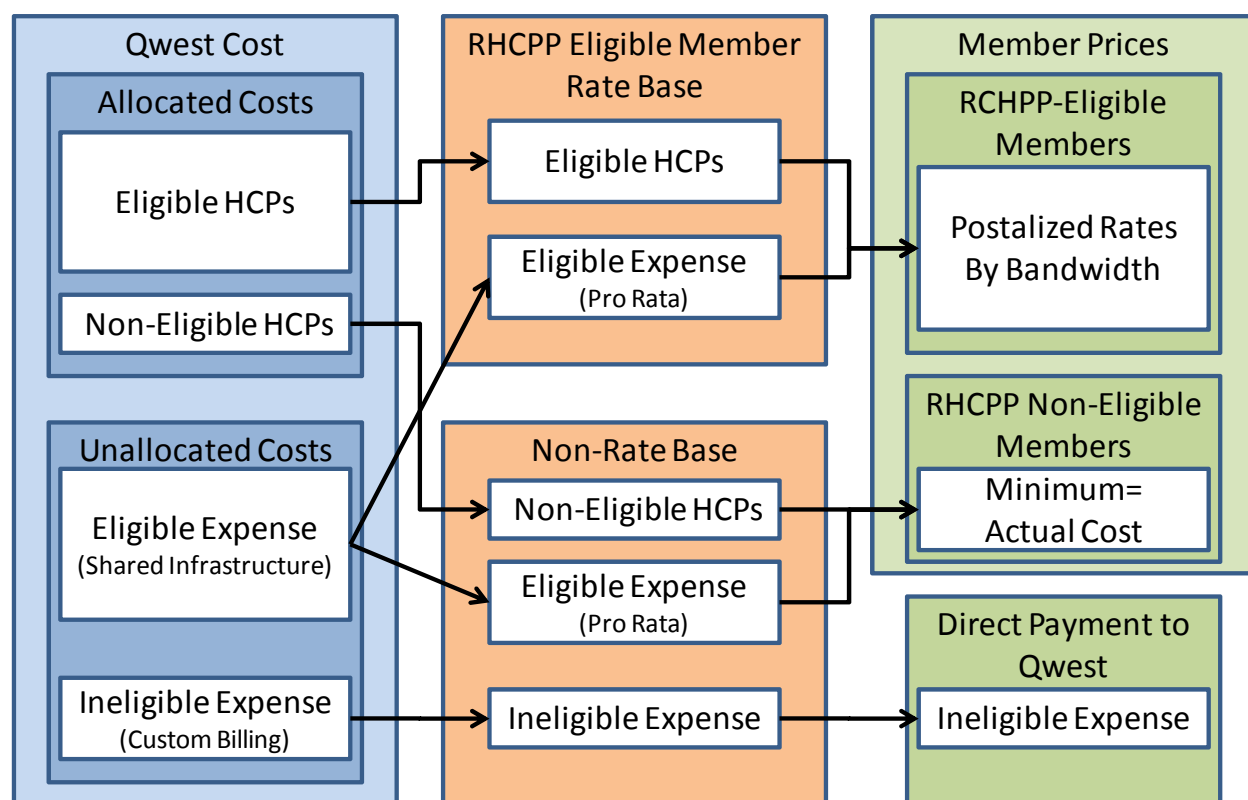 Qwest Cost
Allocated Costs
Eligible HCPs
Non-Eligible HCPs
Unallocated Costs
Eligible Expense
(Shared Infrastructure)
Ineligible Expense
(Custom Billing)
RHCPP Eligible Member
Rate Base
Eligible HCPs
Eligible Expense
(Pro Rata)
Non-Rate Base
Non-Eligible HCPs
Eligible Expense
(Pro Rata)
Ineligible Expense
Member Prices
RCHPP-Eligible
Members
Postalized Rates
By Bandwidth
RHCPP Non-Eligible
Members
Minimum=
Actual Cost
Direct Payment to
Qwest
Ineligible Expense